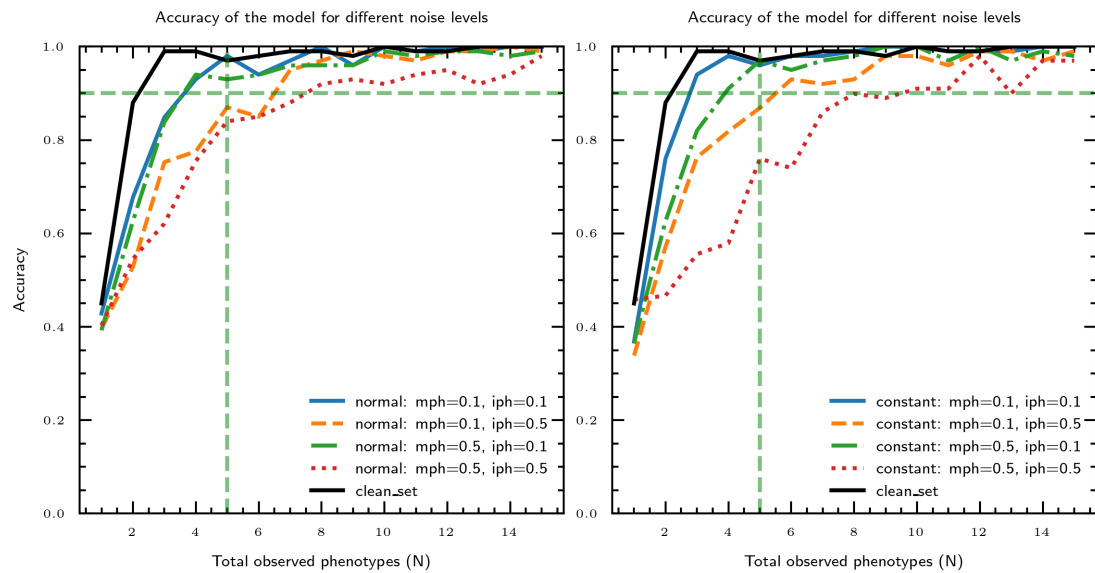 Accuracy of the model for different noise levels
1.0
0.8
0.6
0.4
0.2
0.0
Accuracy
2 4 6 8 10 12 14
Total observed phenotypes (N)
normal: mph=0.1, iph=0.1
normal: mph=0.1, iph=0.5
normal: mph=0.5, iph=0.1
normal: mph=0.5, iph=0.5
clean_set
Accuracy of the model for different noise levels
1.0
0.8
0.6
0.4
0.2
0.0
2 4 6 8 10 12 14
Total observed phenotypes (N)
constant: mph=0.1, iph=0.1
constant: mph=0.1, iph=0.5
constant: mph=0.5, iph=0.1
constant: mph=0.5, iph=0.5
clean_set